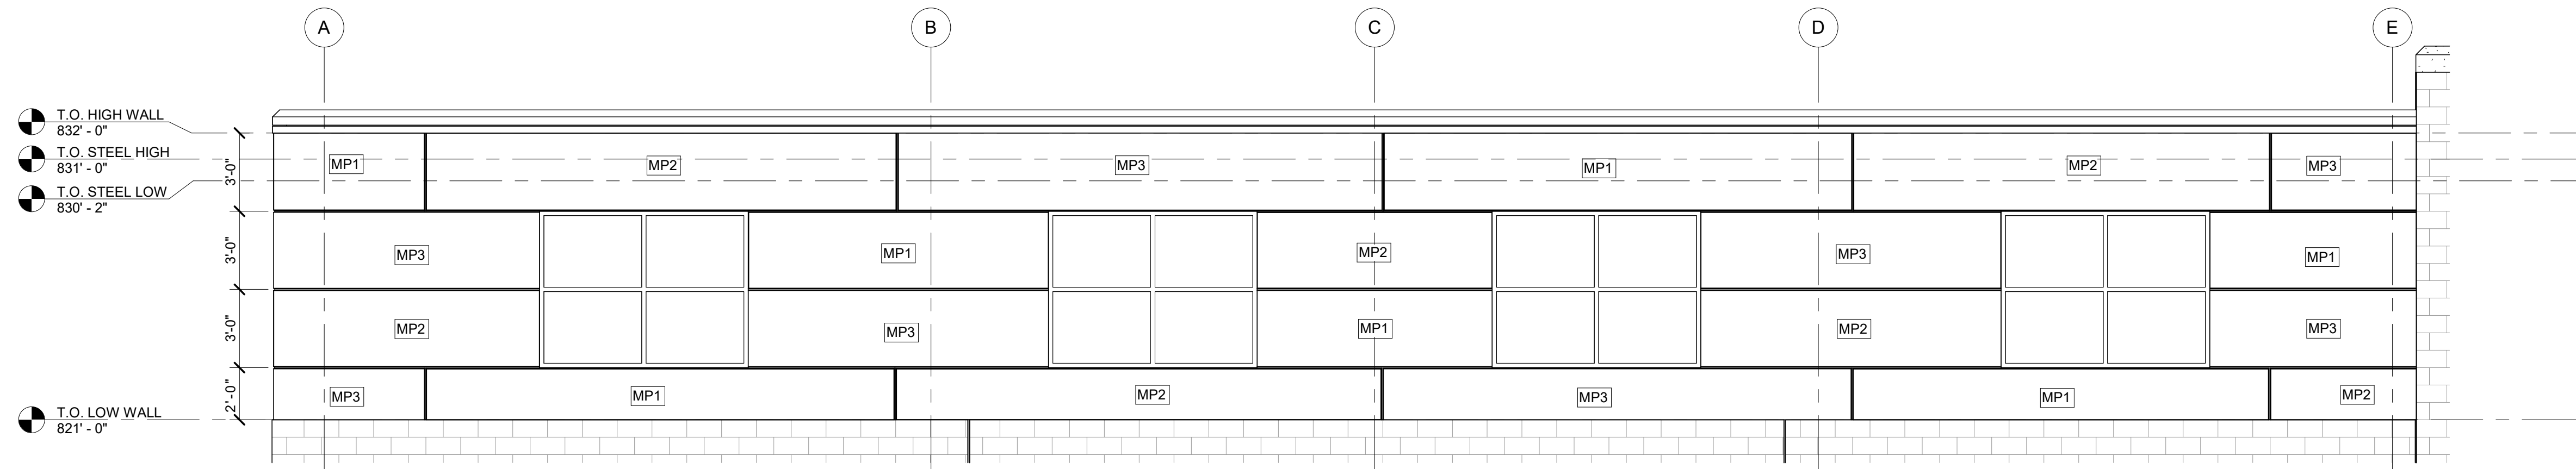 A
B
C
D
E
T.O. HIGH WALL
832' - 0"
T.O. STEEL HIGH
831' - 0"
T.O. STEEL LOW
830' - 2"
3'-0"
MP1
MP2
MP3
MP1
MP2
MP3
3'-0"
MP3
MP1
MP2
MP3
MP1
3'-0"
MP2
MP3
MP1
MP2
MP3
2'-0"
MP3
MP1
MP2
MP3
MP1
MP2
T.O. LOW WALL
821' - 0"